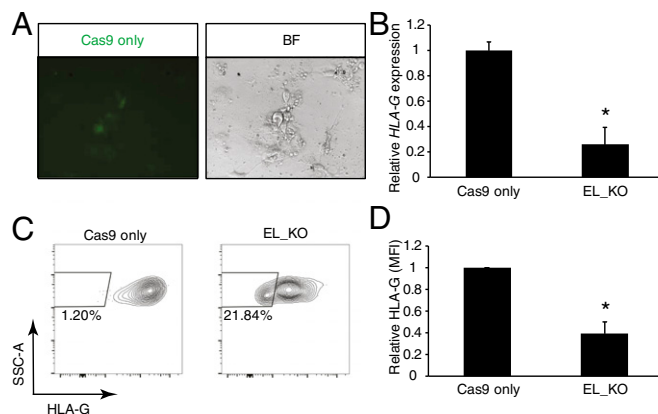 A
Cas9 only
BF
B
Relative HLA-G expression
1.2
1
0.8
0.6
0.4
0.2
0
*
Cas9 only
EL_KO
C
Cas9 only
EL_KO
1.20%
21.84%
SSC-A
HLA-G
D
Relative HLA-G (MFI)
1.2
1
0.8
0.6
0.4
0.2
0
*
Cas9 only
EL_KO